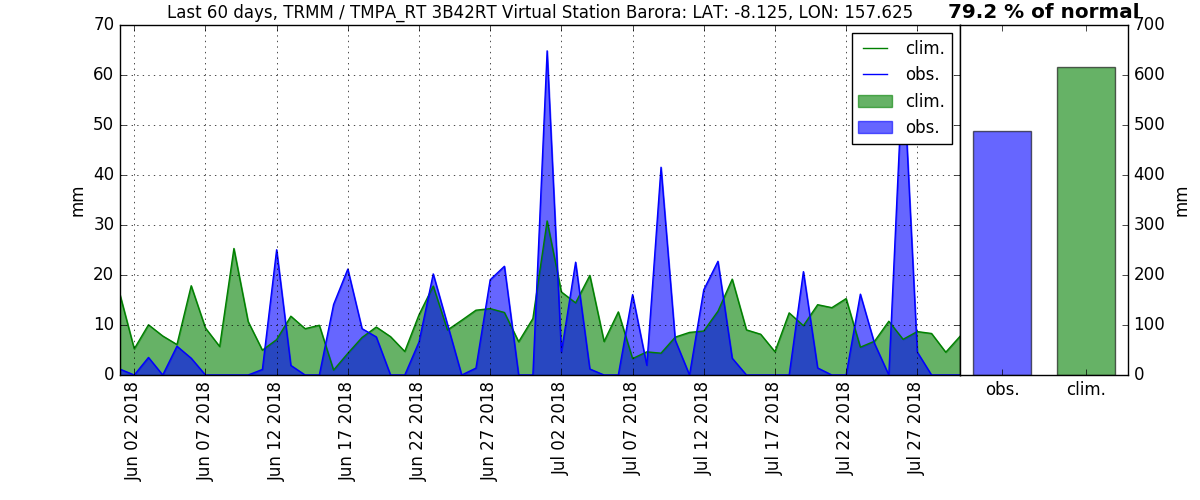 Last 60 days, TRMM / TMPA_RT 3B42RT Virtual Station Barora: LAT: -8.125, LON: 157.625
79.2 % of normal
70
60
50
40
30
20
10
0
mm
clim.
obs.
clim.
obs.
Jun 02 2018
Jun 07 2018
Jun 12 2018
Jun 17 2018
Jun 22 2018
Jun 27 2018
Jul 02 2018
Jul 07 2018
Jul 12 2018
Jul 17 2018
Jul 22 2018
Jul 27 2018
700
600
500
400
300
200
100
0
mm
obs.
clim.